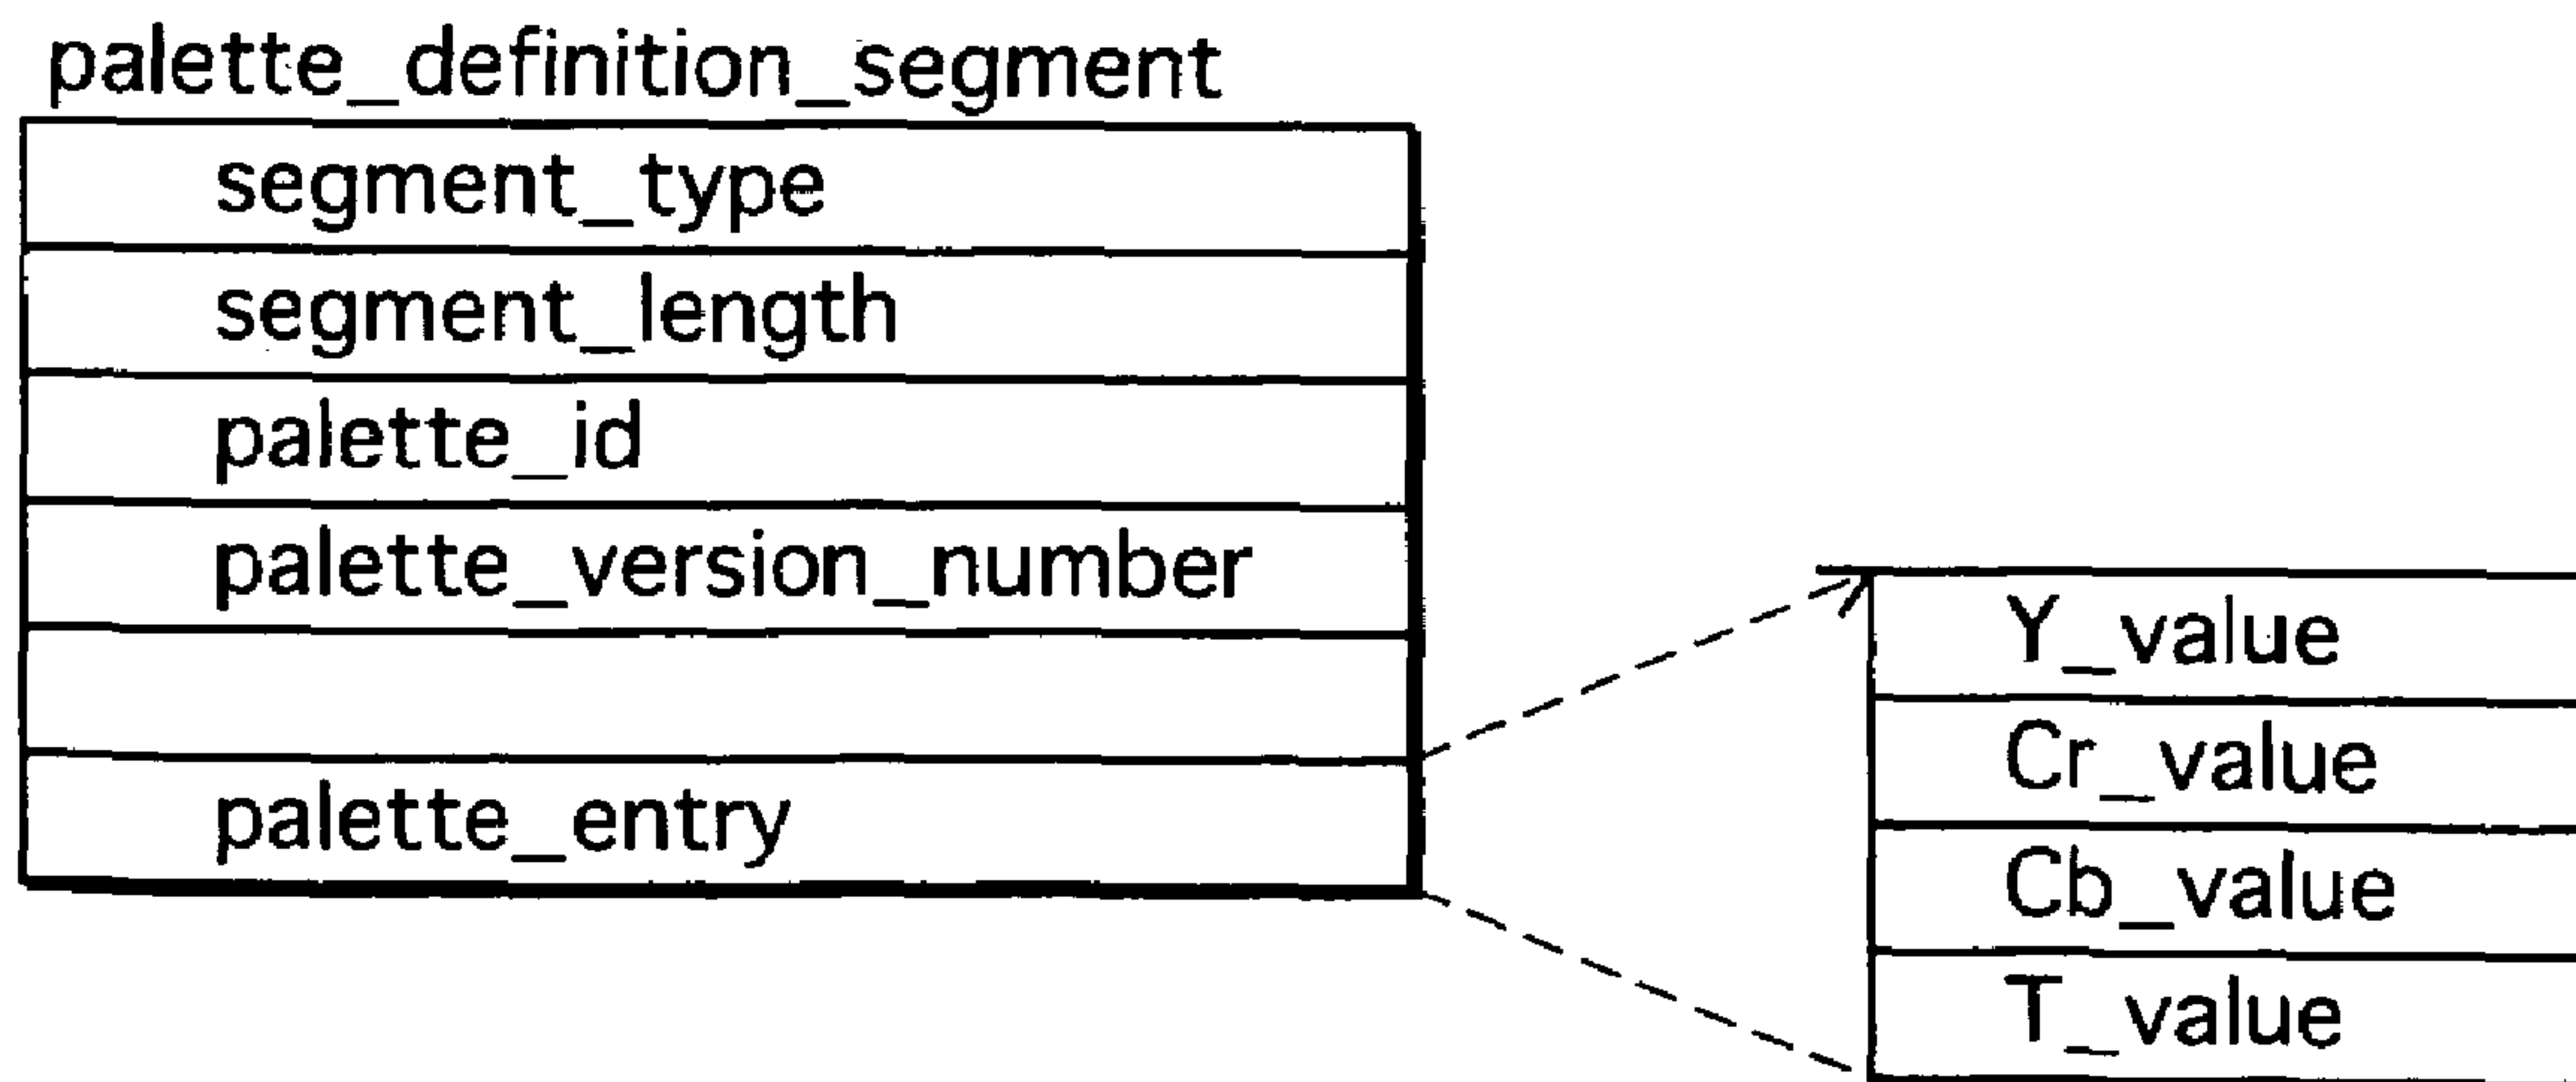 palette_definition_segment
segment_type
segment_length
palette_id
palette_version_number
palette_entry
Y_value
Cr_value
Cb_value
T_value